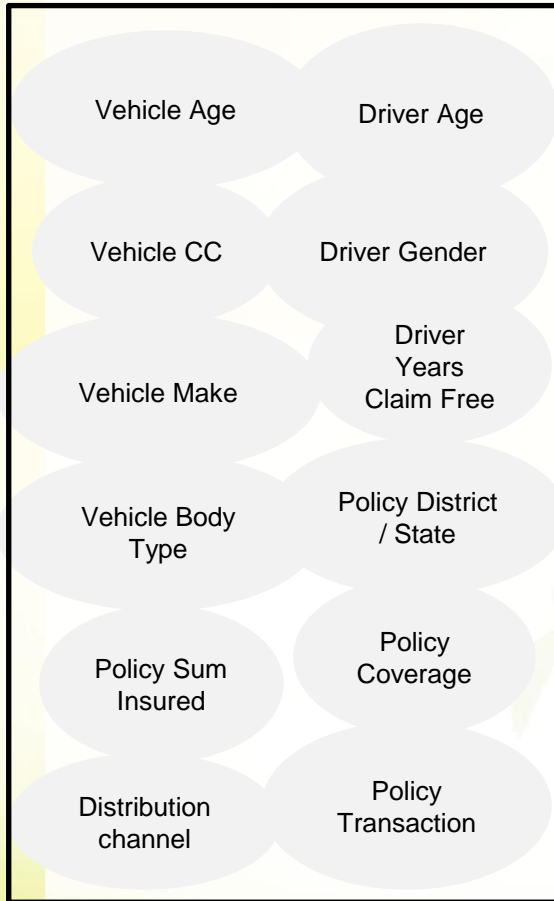 Vehicle Age
Driver Age
Vehicle CC
Driver Gender
Vehicle Make
Driver
Years
Claim Free
Vehicle Body
Type
Policy District
/ State
Policy Sum
Insured
Policy
Coverage
Distribution
channel
Policy
Transaction